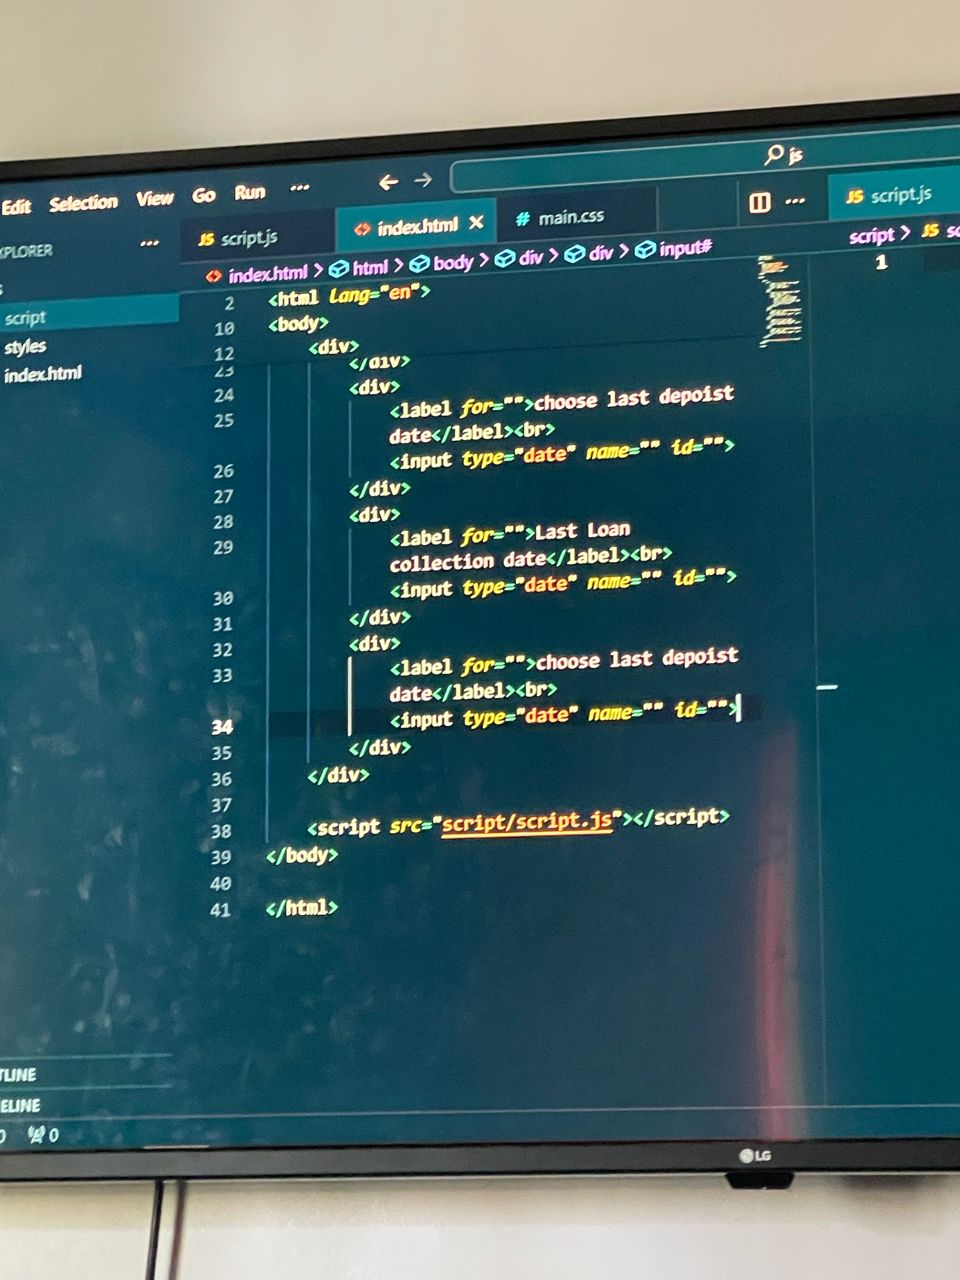 Edit Selection View Go Run ···
js
XPLORER ···
JS script.js
index.html
# main.css
···
JS script.js
index.html > html > body > div > div > input#
script > JS sc
s
script
styles
index.html
2 <html lang="en">
10 <body>
12 <div>
23 </div>
24 <div>
25 <label for="">choose last depoist
date</label><br>
26 <input type="date" name="" id="">
27 </div>
28 <div>
29 <label for="">Last Loan
collection date</label><br>
30 <input type="date" name="" id="">
31 </div>
32 <div>
33 <label for="">choose last depoist
date</label><br>
34 <input type="date" name="" id="">
35 </div>
36 </div>
37
38 <script src="script/script.js"></script>
39 </body>
40
41 </html>
1
TLINE
ELINE
0 0
LG